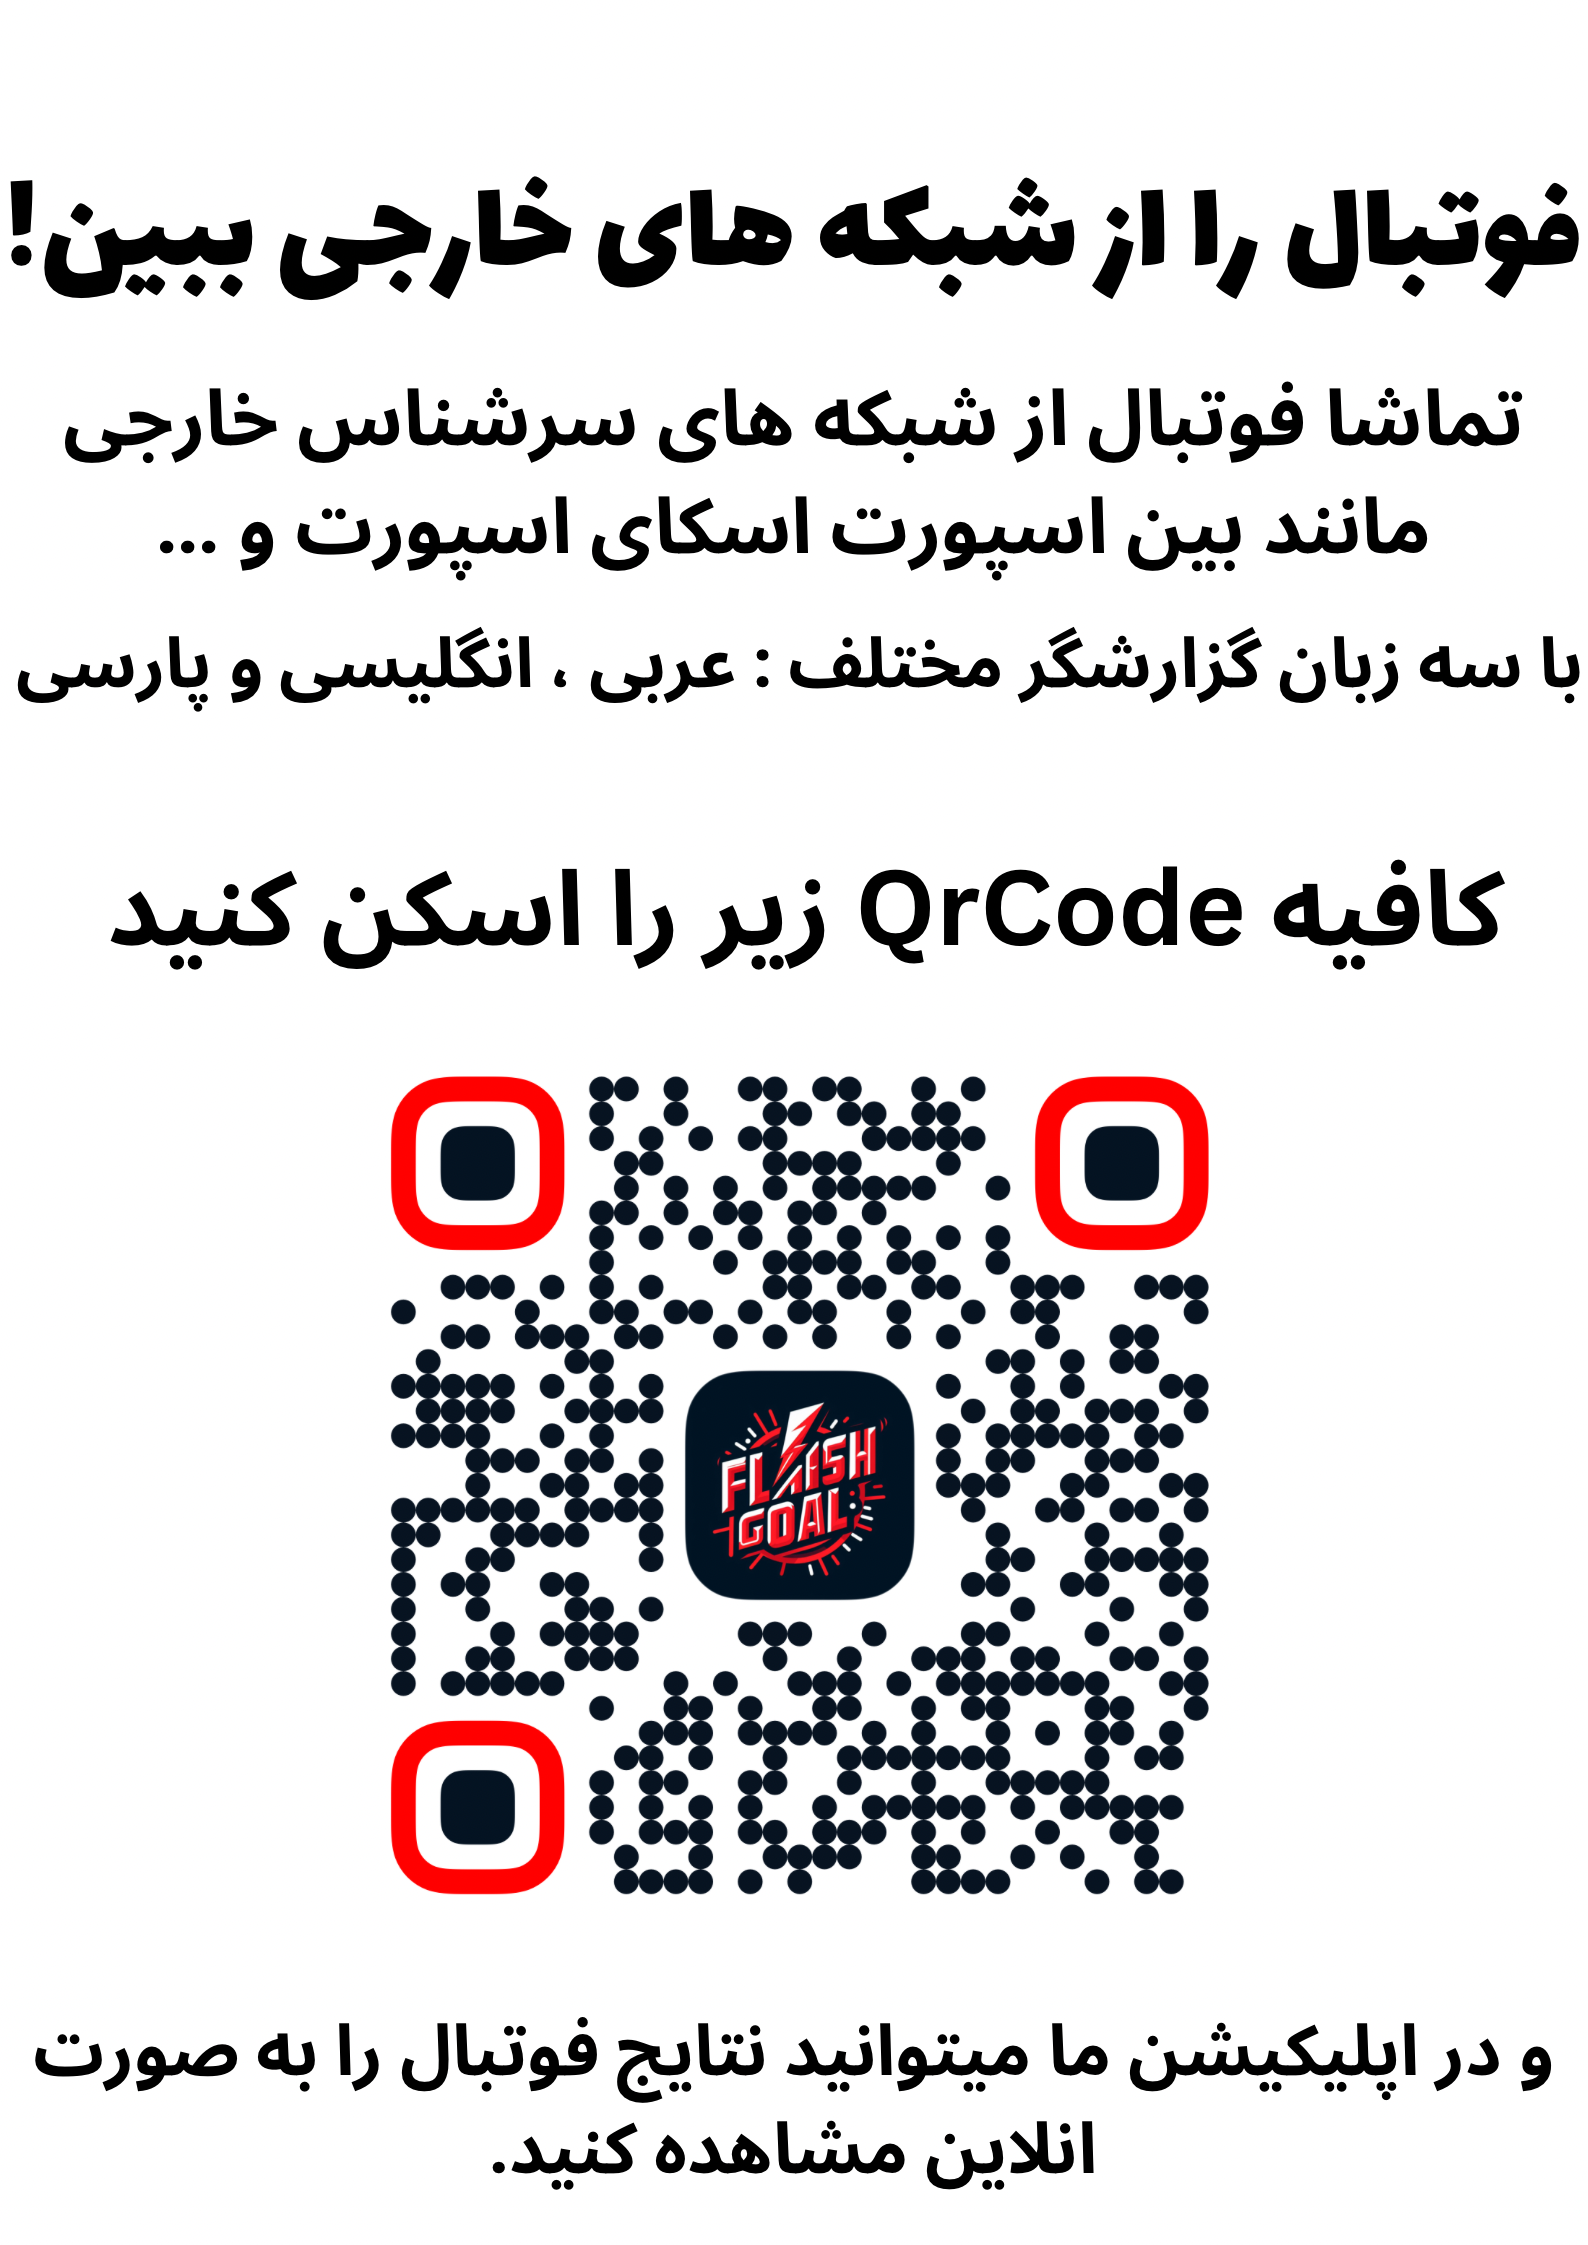 فوتبال را از شبکه های خارجی ببین!
تماشا فوتبال از شبکه های سرشناس خارجی
مانند بین اسپورت اسکای اسپورت و ...
با سه زبان گزارشگر مختلف : عربی ، انگلیسی و پارسی
کافیه QrCode زیر را اسکن کنید
FLASH
GOAL
و در اپلیکیشن ما میتوانید نتایج فوتبال را به صورت
انلاین مشاهده کنید.